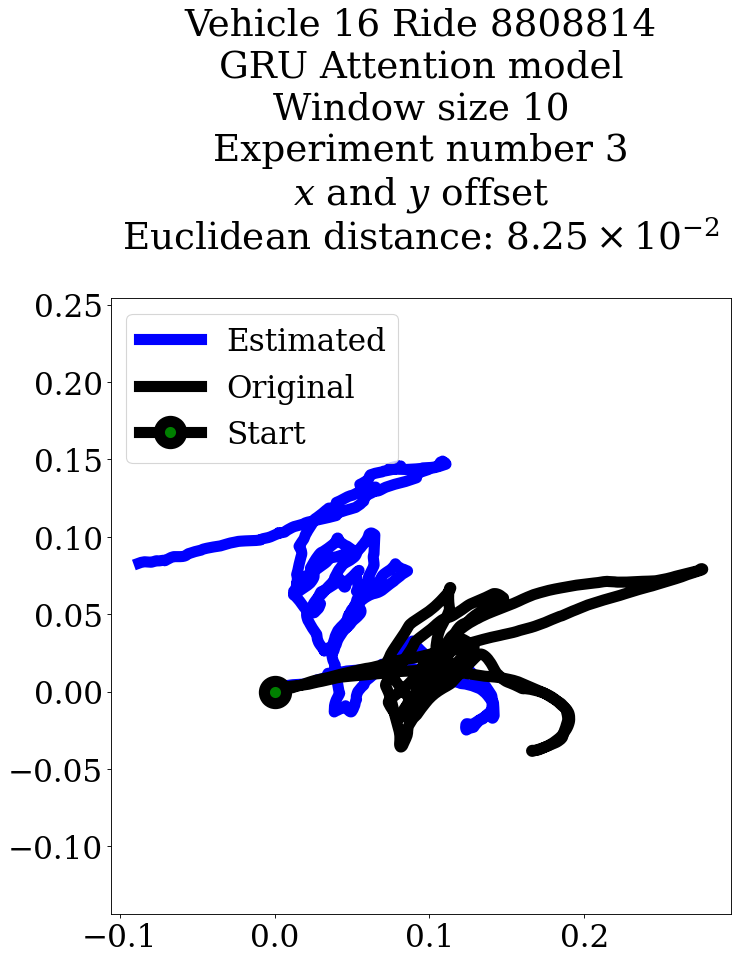 Vehicle 16 Ride 8808814
GRU Attention model
Window size 10
Experiment number 3
x and y offset
Euclidean distance: 8.25 × 10⁻²
Estimated
Original
Start
0.25
0.20
0.15
0.10
0.05
0.00
−0.05
−0.10
−0.1
0.0
0.1
0.2